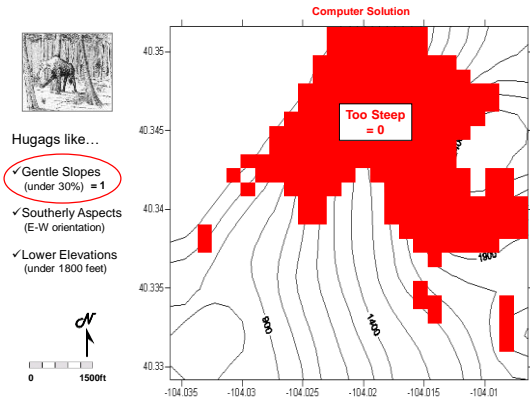 Computer Solution
Hugags like…
✓Gentle Slopes
(under 30%) = 1
✓Southerly Aspects
(E-W orientation)
✓Lower Elevations
(under 1800 feet)
N
0 1500ft
Too Steep
= 0
40.35
40.345
40.34
40.335
40.33
-104.035 -104.03 -104.025 -104.02 -104.015 -104.01
900
1400
1900